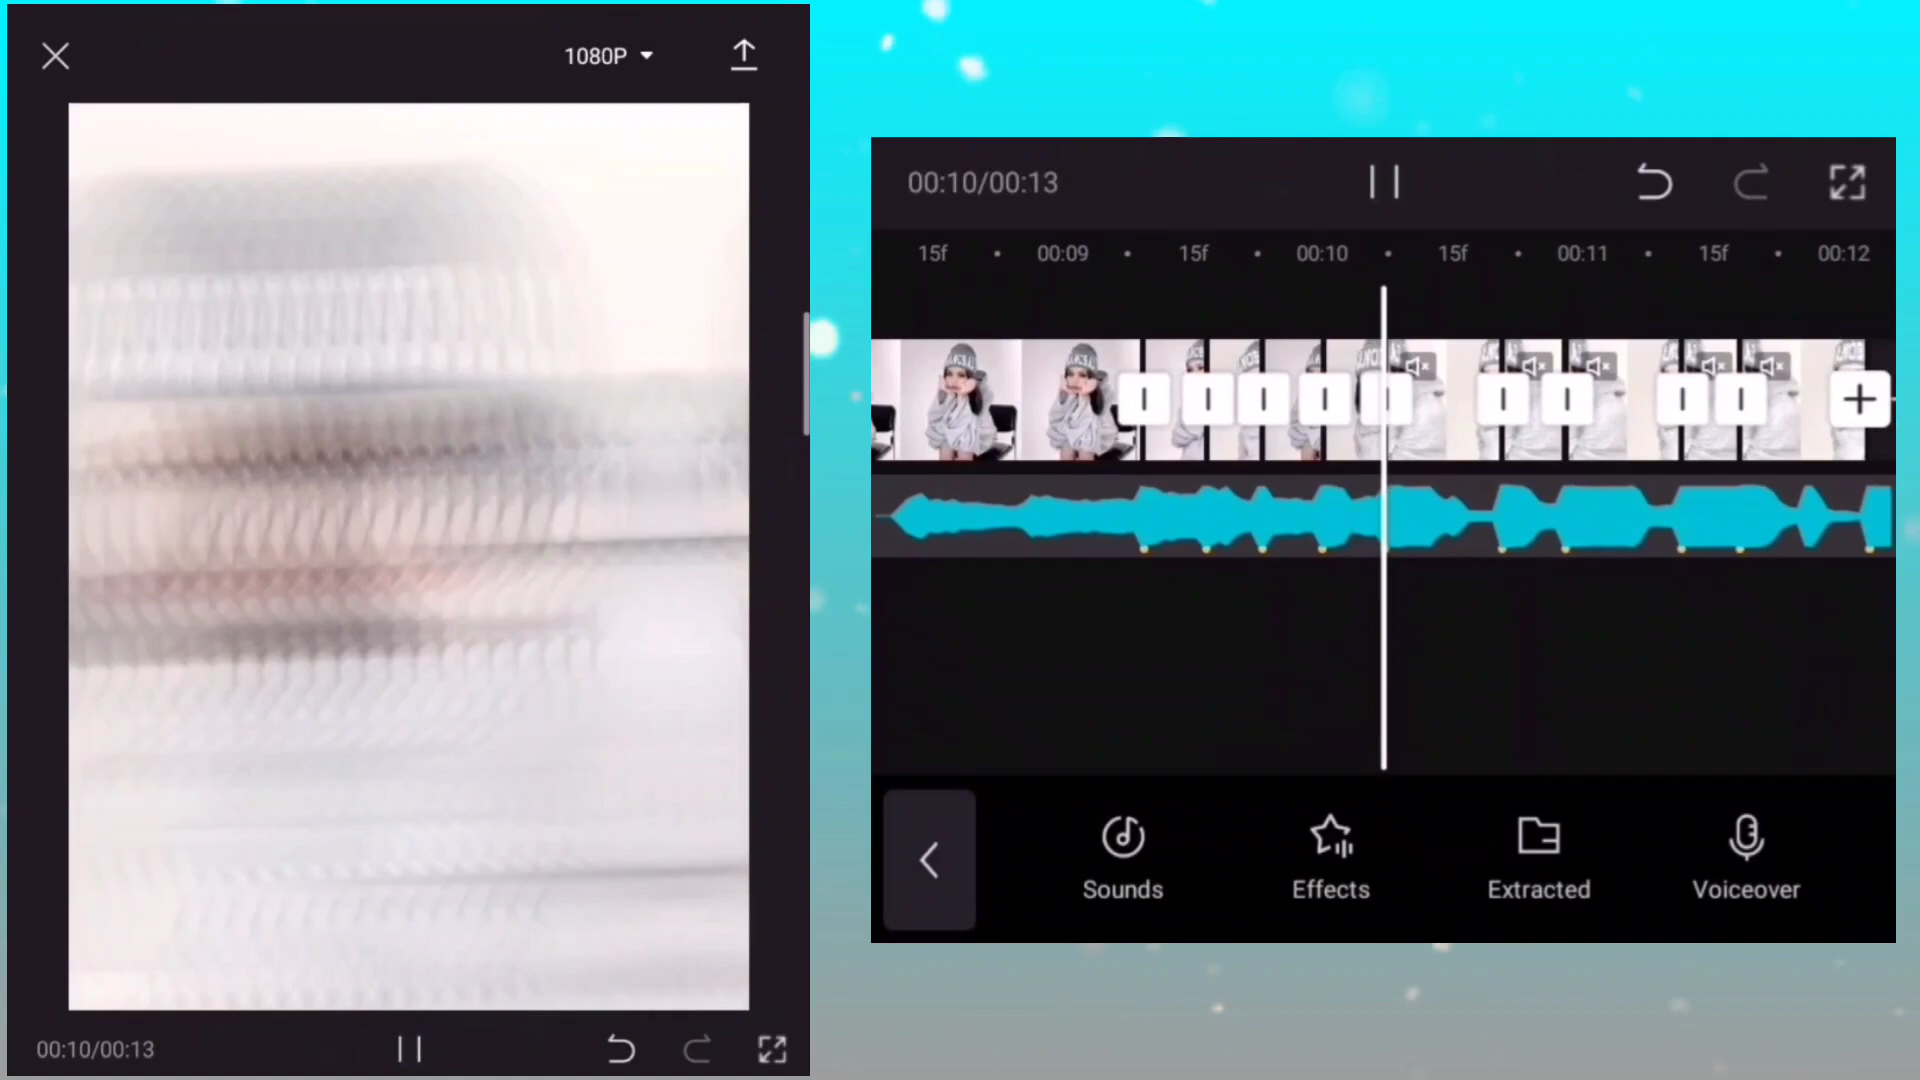 1080P
00:10/00:13
00:10/00:13
15f 00:09 15f 00:10 15f 00:11 15f 00:12
Sounds Effects Extracted Voiceover